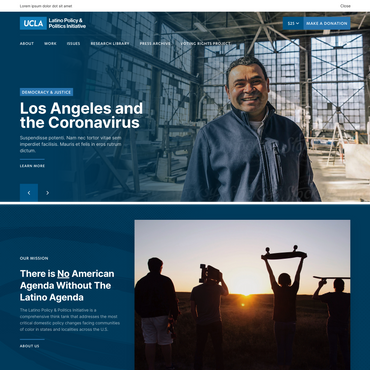 Lorem ipsum dolor dot sit amet
Close
UCLA Latino Policy &
Politics Initiative
$25
MAKE A DONATION
ABOUT WORK ISSUES RESEARCH LIBRARY PRESS ARCHIVE VOTING RIGHTS PROJECT
DEMOCRACY & JUSTICE
Los Angeles and
the Coronavirus
Suspendisse potenti. Nam nec tortor vitae sem
imperdiet facilisis. Mauris et felis in eros rutrum
dictum.
LEARN MORE
OUR MISSION
There is No American
Agenda Without The
Latino Agenda
The Latino Policy & Politics Initiative is a
comprehensive think tank that addresses the most
critical domestic policy changes facing communities
of color in states and localities across the U.S.
ABOUT US